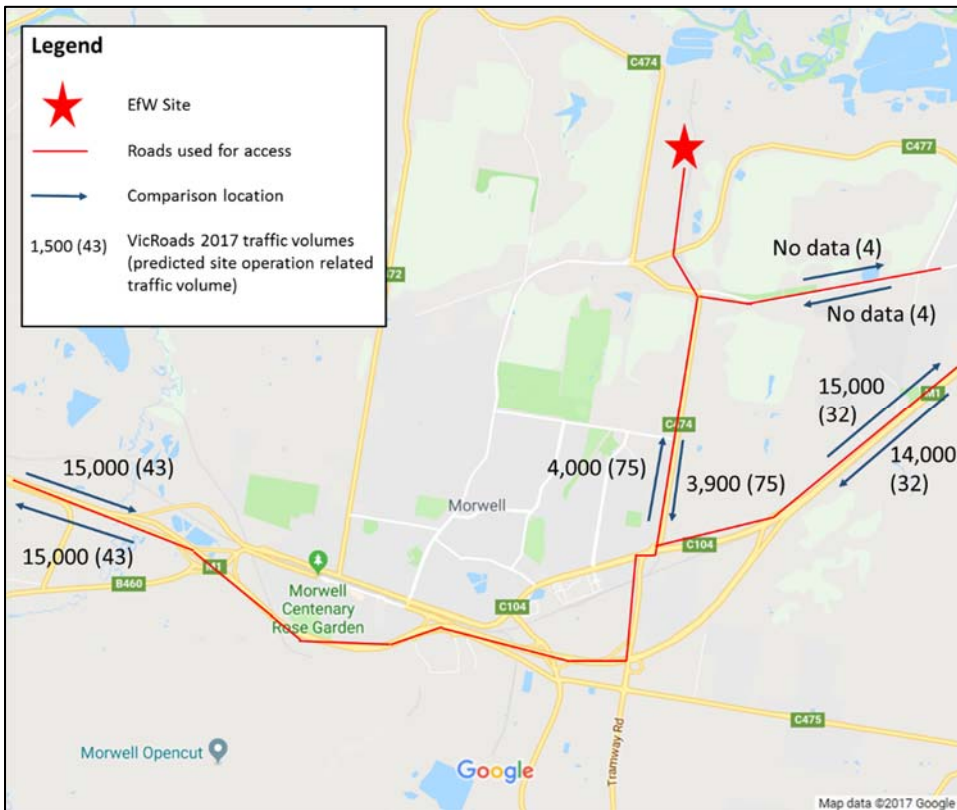 Legend
EfW Site
Roads used for access
Comparison location
1,500 (43)
VicRoads 2017 traffic volumes
(predicted site operation related
traffic volume)
C474
C477
No data (4)
No data (4)
M1
15,000
(32)
14,000
(32)
C474
4,000 (75)
3,900 (75)
15,000 (43)
15,000 (43)
Morwell
C104
M1
B460
Morwell
Centenary
Rose Garden
C104
C475
Tramway Rd
Morwell Opencut
Google
Map data ©2017 Google